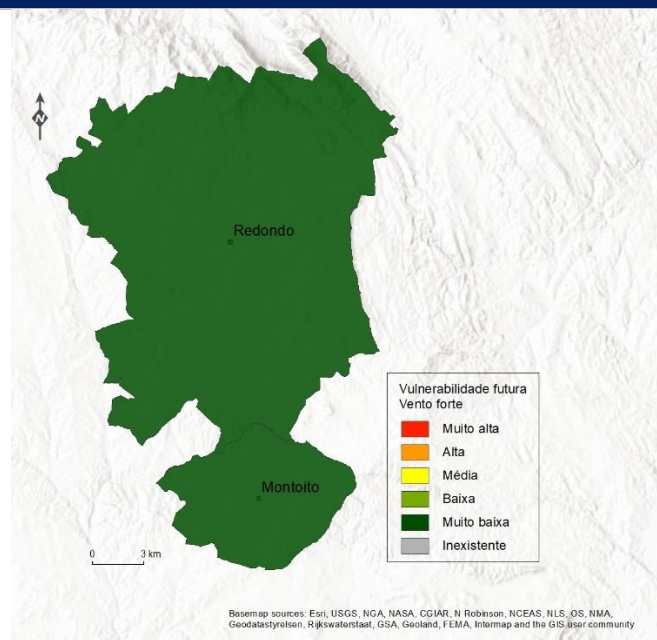 N
Redondo
Vulnerabilidade futura
Vento forte
Muito alta
Alta
Média
Baixa
Muito baixa
Inexistente
Montoito
0 3 km
Basemap sources: Esri, USGS, NGA, NASA, CGIAR, N Robinson, NCEAS, NLS, OS, NMA,
Geodatastyrelsen, Rijkswaterstaat, GSA, Geoland, FEMA, Intermap and the GIS user community